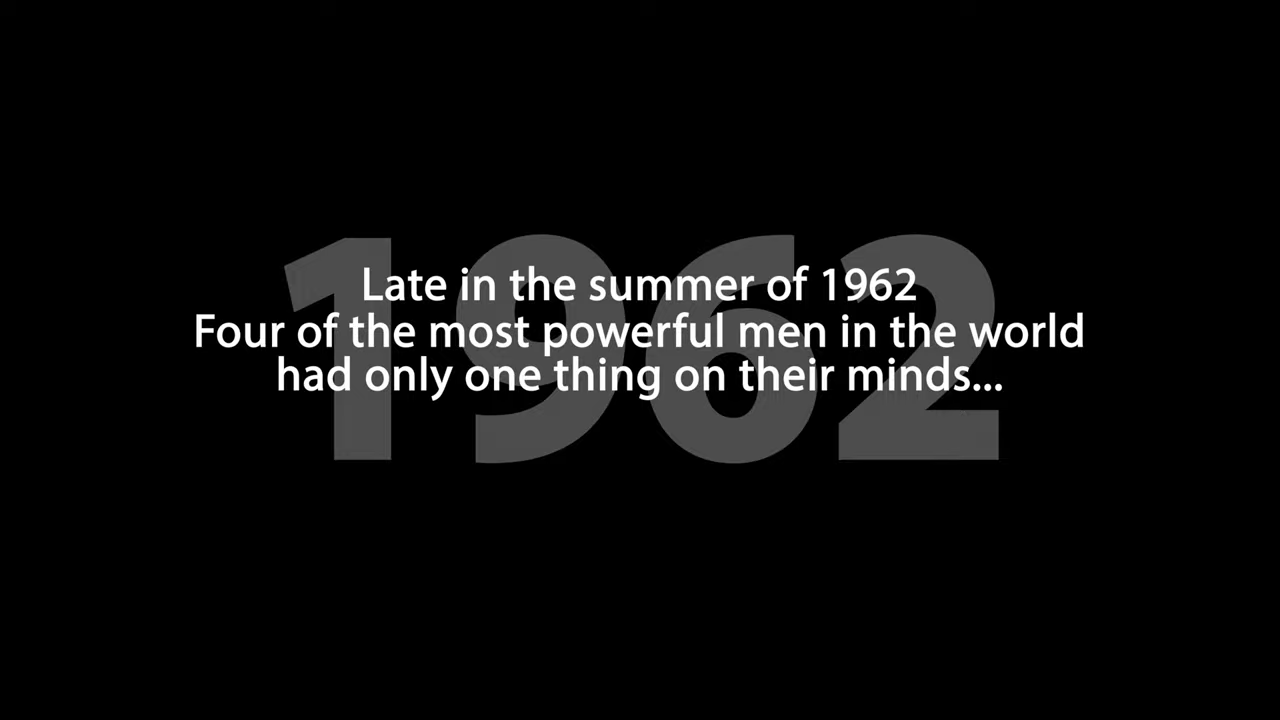 1962
Late in the summer of 1962
Four of the most powerful men in the world
had only one thing on their minds...